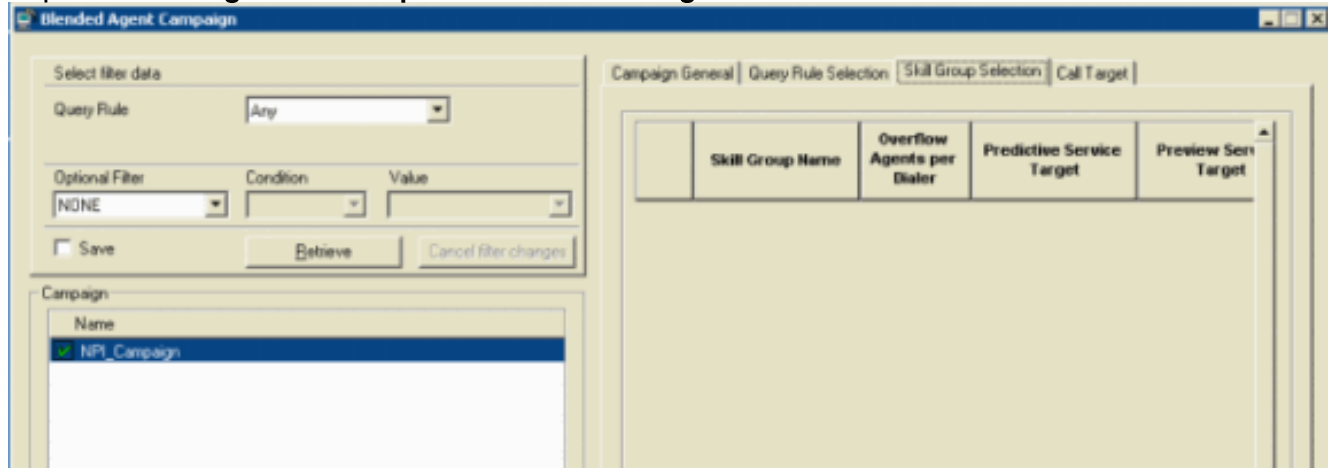 Blended Agent Campaign
Select filter data
Query Rule
Any
Optional Filter
Condition
Value
NONE
Save
Retrieve
Cancel filter changes
Campaign
Name
NPI_Campaign
Campaign General
Query Rule Selection
Skill Group Selection
Call Target
Skill Group Name
Overflow
Agents per
Dialer
Predictive Service
Target
Preview Serv
Target